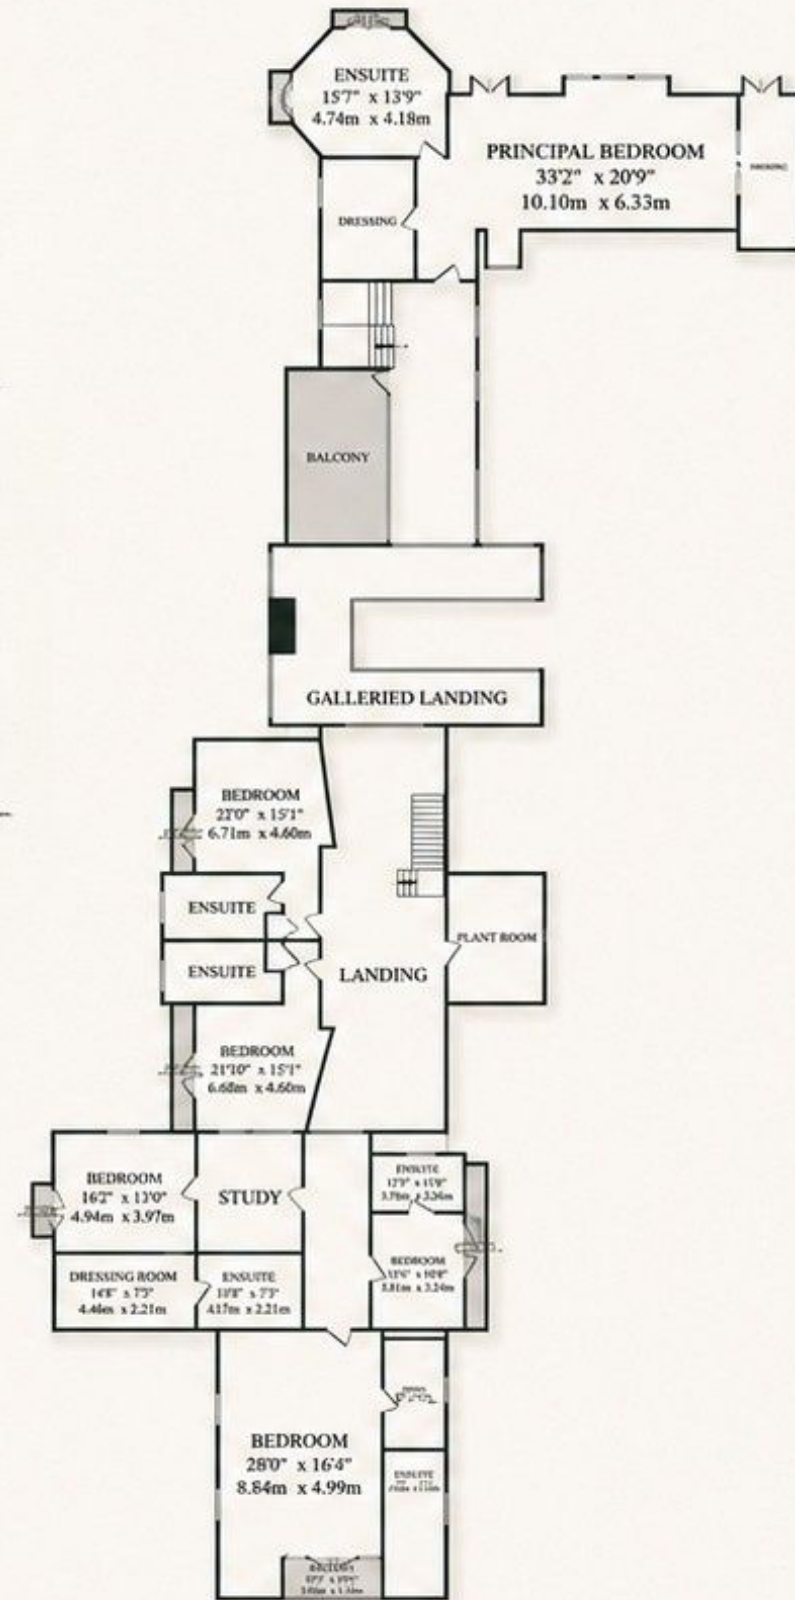 ENSUITE
15'7" x 13'9"
4.74m x 4.18m
PRINCIPAL BEDROOM
33'2" x 20'9"
10.10m x 6.33m
DRESSING
BALCONY
GALLERIED LANDING
BEDROOM
22'0" x 15'1"
6.71m x 4.60m
ENSUITE
PLANT ROOM
ENSUITE
LANDING
BEDROOM
21'10" x 15'1"
6.68m x 4.60m
BEDROOM
16'2" x 13'0"
4.94m x 3.97m
STUDY
ENSUITE
BEDROOM
DRESSING ROOM
14'8" x 7'3"
4.46m x 2.21m
ENSUITE
13'8" x 7'3"
4.17m x 2.21m
BEDROOM
28'0" x 16'4"
8.84m x 4.99m
ENSUITE